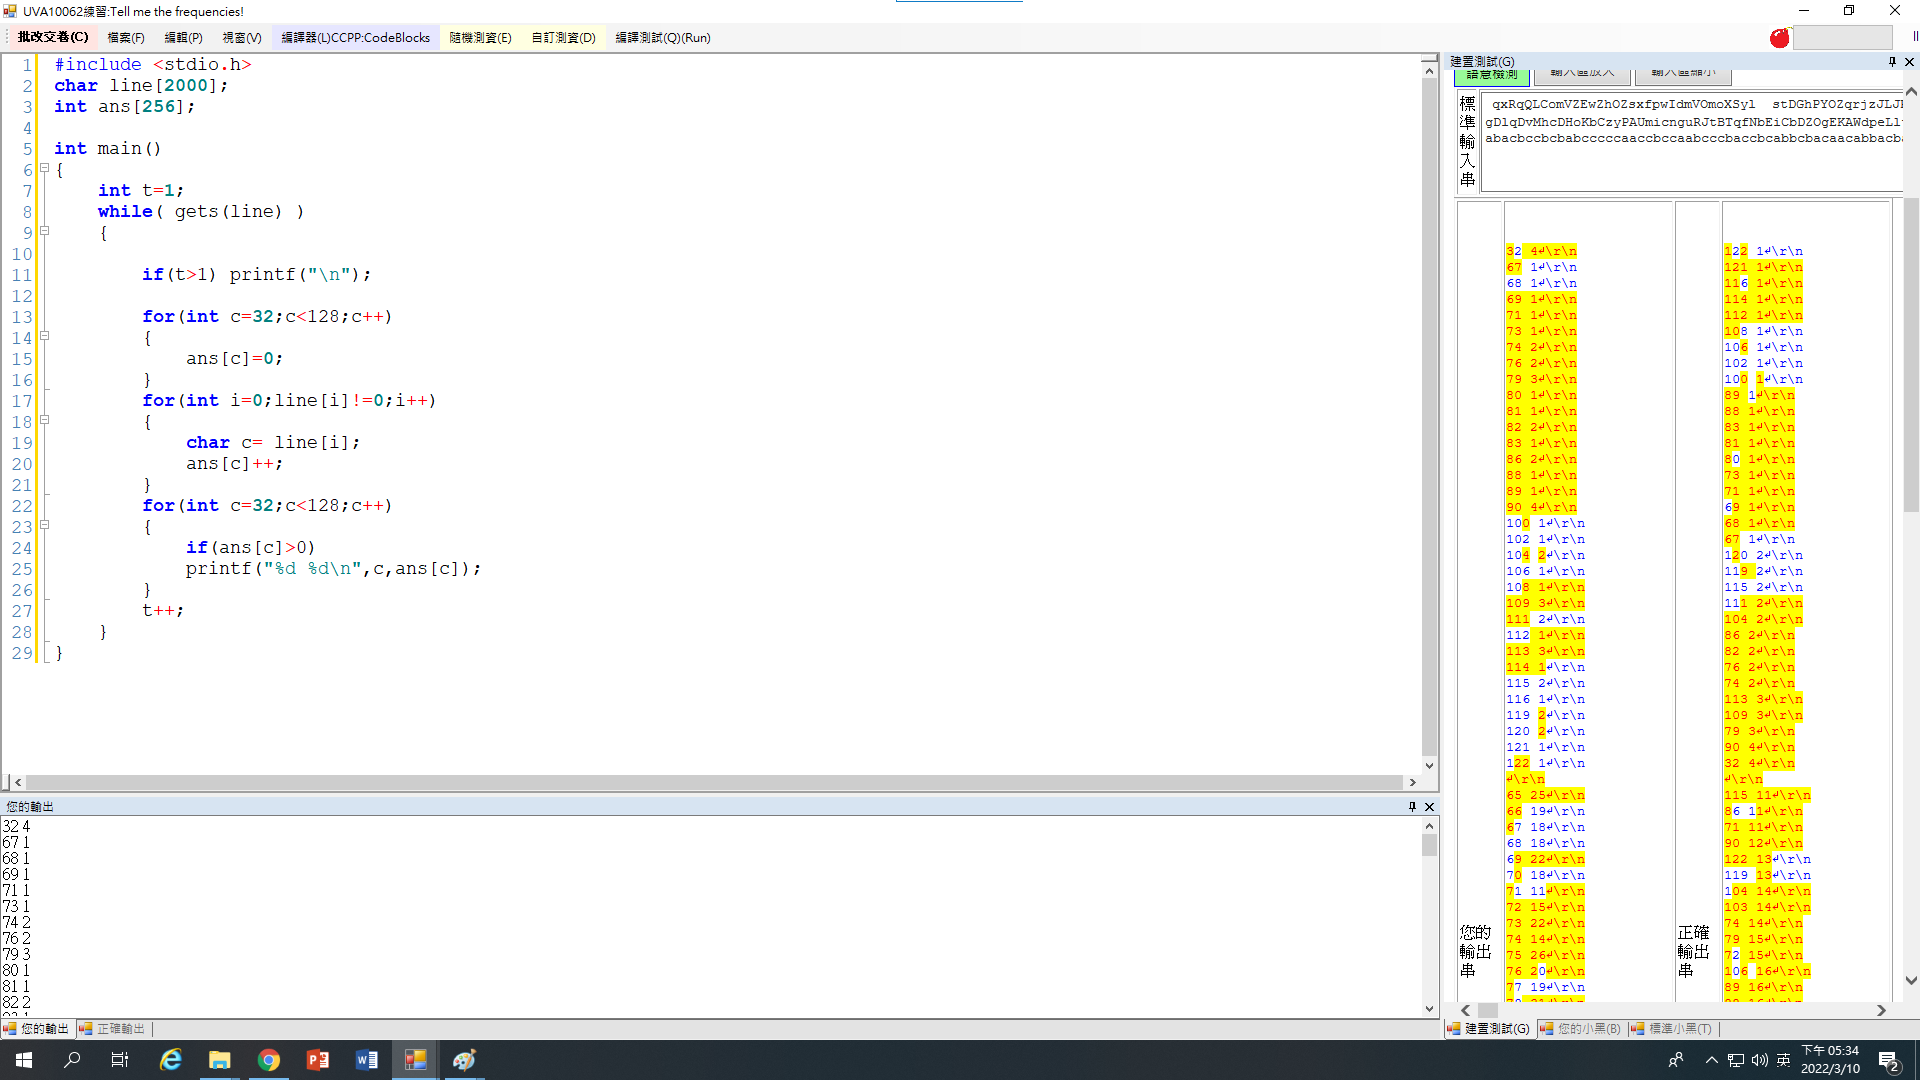 UVA10062練習:Tell me the frequencies!
批改交卷(C) 檔案(F) 編輯(P) 視窗(V) 編譯器(L)CCPP:CodeBlocks 隨機測資(E) 自訂測資(D) 編譯測試(Q)(Run)
1 #include <stdio.h>
2 char line[2000];
3 int ans[256];
4
5 int main()
6 {
7 int t=1;
8 while( gets(line) )
9 {
10
11 if(t>1) printf("\n");
12
13 for(int c=32;c<128;c++)
14 {
15 ans[c]=0;
16 }
17 for(int i=0;line[i]!=0;i++)
18 {
19 char c= line[i];
20 ans[c]++;
21 }
22 for(int c=32;c<128;c++)
23 {
24 if(ans[c]>0)
25 printf("%d %d\n",c,ans[c]);
26 }
27 t++;
28 }
29 }
您的輸出
32 4
67 1
68 1
69 1
71 1
73 1
74 2
76 2
79 3
80 1
81 1
82 2
您的輸出 正確輸出
建置測試(G)
語意檢測 輸入區放大 輸入區縮小
標準輸入串
qxRqQLComVZEwZhOZsxfpwIdmVOmoXSyl stDGhPYOZqrjzJLJ
gDlqDvMhcDHoKbCzyPAUmicnguRJtBTqfNbEiCbDZOgEKAWdpeLl
abacbccbcbabcccccaaccbccaabcccbaccbcabbcbacaacabbacba
您的輸出串
32 4↲\r\n
67 1↲\r\n
68 1↲\r\n
69 1↲\r\n
71 1↲\r\n
73 1↲\r\n
74 2↲\r\n
76 2↲\r\n
79 3↲\r\n
80 1↲\r\n
81 1↲\r\n
82 2↲\r\n
83 1↲\r\n
86 2↲\r\n
88 1↲\r\n
89 1↲\r\n
90 4↲\r\n
100 1↲\r\n
102 1↲\r\n
104 2↲\r\n
106 1↲\r\n
108 1↲\r\n
109 3↲\r\n
111 2↲\r\n
112 1↲\r\n
113 3↲\r\n
114 1↲\r\n
115 2↲\r\n
116 1↲\r\n
119 2↲\r\n
120 2↲\r\n
121 1↲\r\n
122 1↲\r\n
↲\r\n
65 25↲\r\n
66 19↲\r\n
67 18↲\r\n
68 18↲\r\n
69 22↲\r\n
70 18↲\r\n
71 11↲\r\n
72 15↲\r\n
73 22↲\r\n
74 14↲\r\n
75 26↲\r\n
76 20↲\r\n
77 19↲\r\n
正確輸出串
122 1↲\r\n
121 1↲\r\n
116 1↲\r\n
114 1↲\r\n
112 1↲\r\n
108 1↲\r\n
106 1↲\r\n
102 1↲\r\n
100 1↲\r\n
89 1↲\r\n
88 1↲\r\n
83 1↲\r\n
81 1↲\r\n
80 1↲\r\n
73 1↲\r\n
71 1↲\r\n
69 1↲\r\n
68 1↲\r\n
67 1↲\r\n
120 2↲\r\n
119 2↲\r\n
115 2↲\r\n
111 2↲\r\n
104 2↲\r\n
86 2↲\r\n
82 2↲\r\n
76 2↲\r\n
74 2↲\r\n
113 3↲\r\n
109 3↲\r\n
79 3↲\r\n
90 4↲\r\n
32 4↲\r\n
↲\r\n
115 11↲\r\n
86 11↲\r\n
71 11↲\r\n
90 12↲\r\n
122 13↲\r\n
119 13↲\r\n
104 14↲\r\n
103 14↲\r\n
74 14↲\r\n
79 15↲\r\n
72 15↲\r\n
106 16↲\r\n
89 16↲\r\n
建置測試(G) 您的小黑(B) 標準小黑(T)
英 下午 05:34
2022/3/10
2